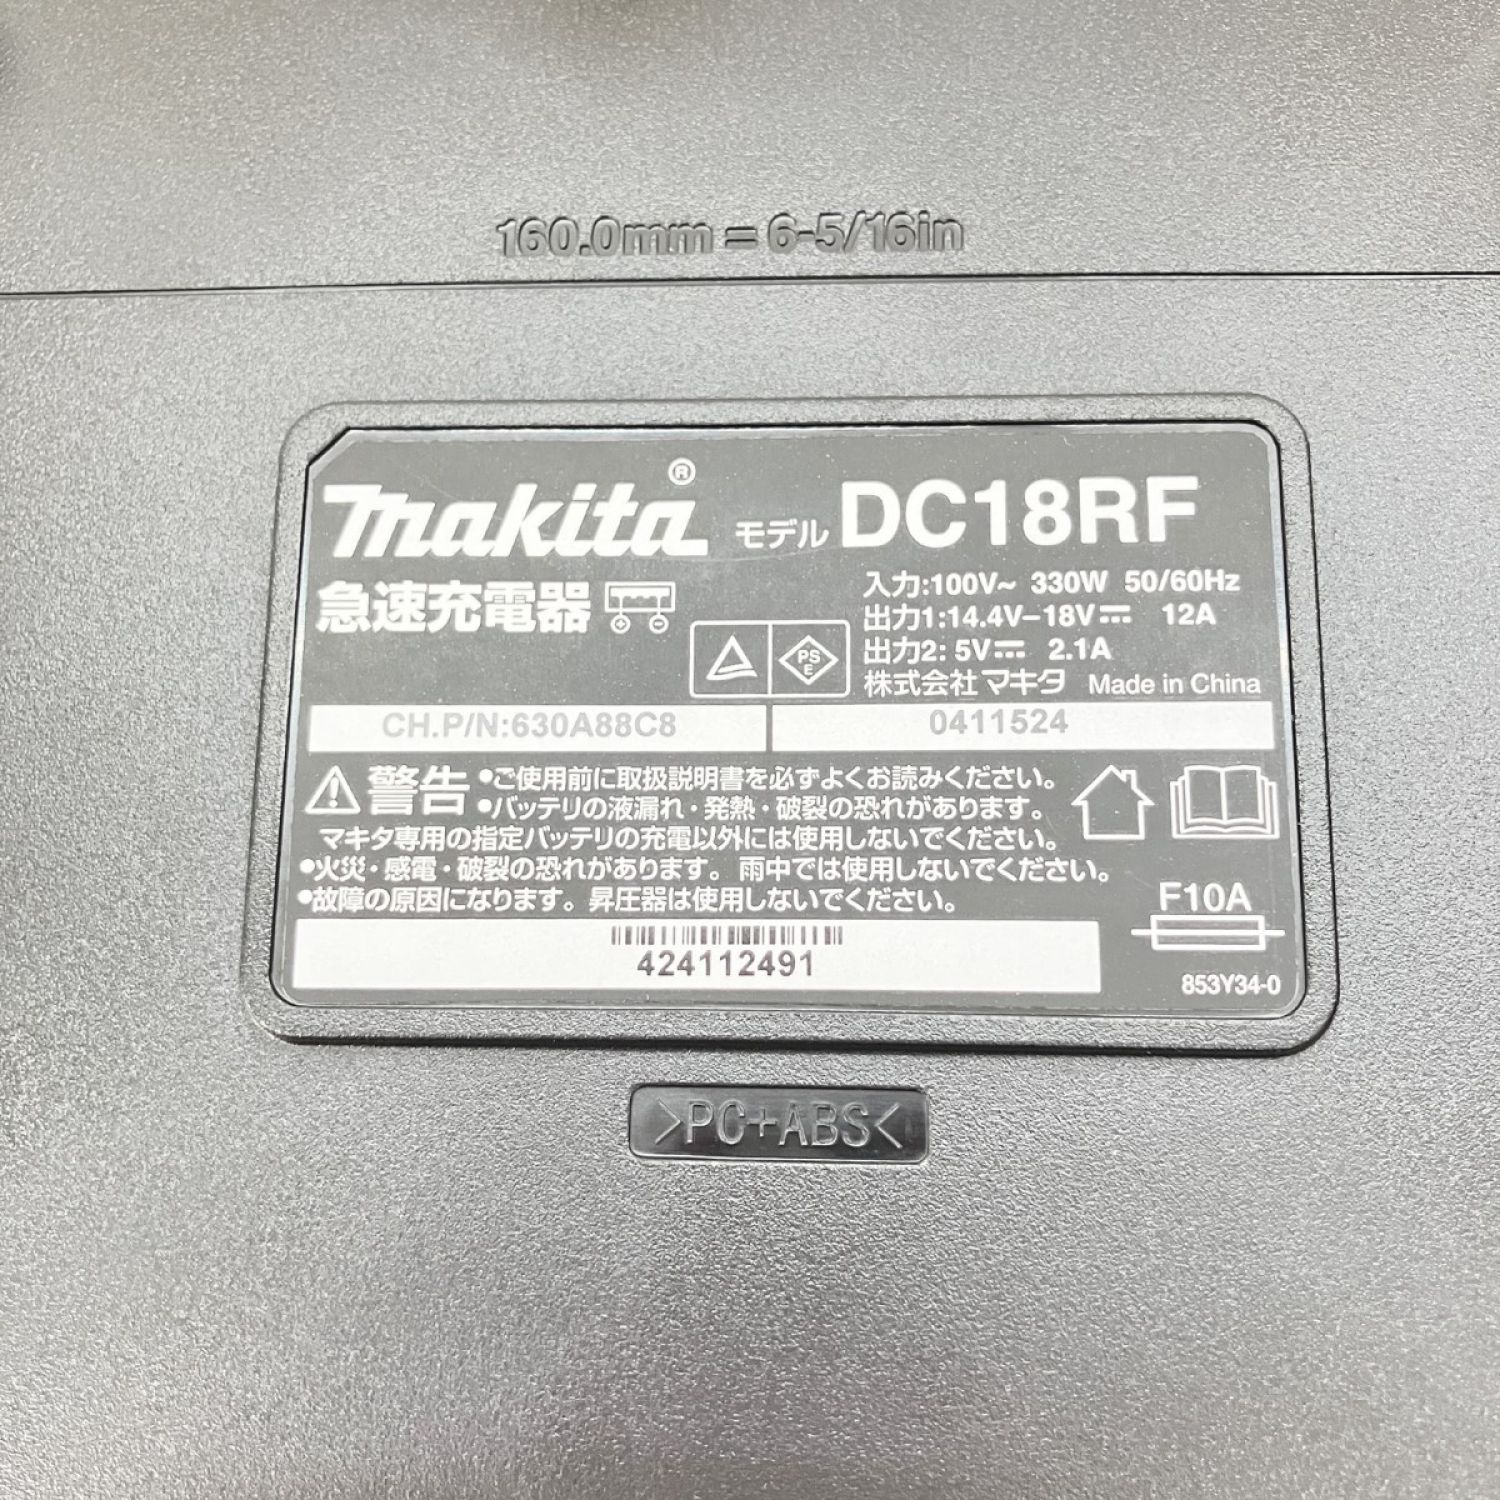 160.0mm = 6-5/16in
makita® モデル DC18RF
急速充電器
入力:100V~ 330W 50/60Hz
出力1:14.4V–18V⎓ 12A
出力2: 5V⎓ 2.1A
PS
E
株式会社 マキタ Made in China
CH.P/N:630A88C8 0411524
警告 •ご使用前に取扱説明書を必ずよくお読みください。
•バッテリの液漏れ・発熱・破裂の恐れがあります。
マキタ専用の指定バッテリの充電以外には使用しないでください。
•火災・感電・破裂の恐れがあります。雨中では使用しないでください。
•故障の原因になります。昇圧器は使用しないでください。
F10A
424112491
853Y34-0
>PC+ABS<